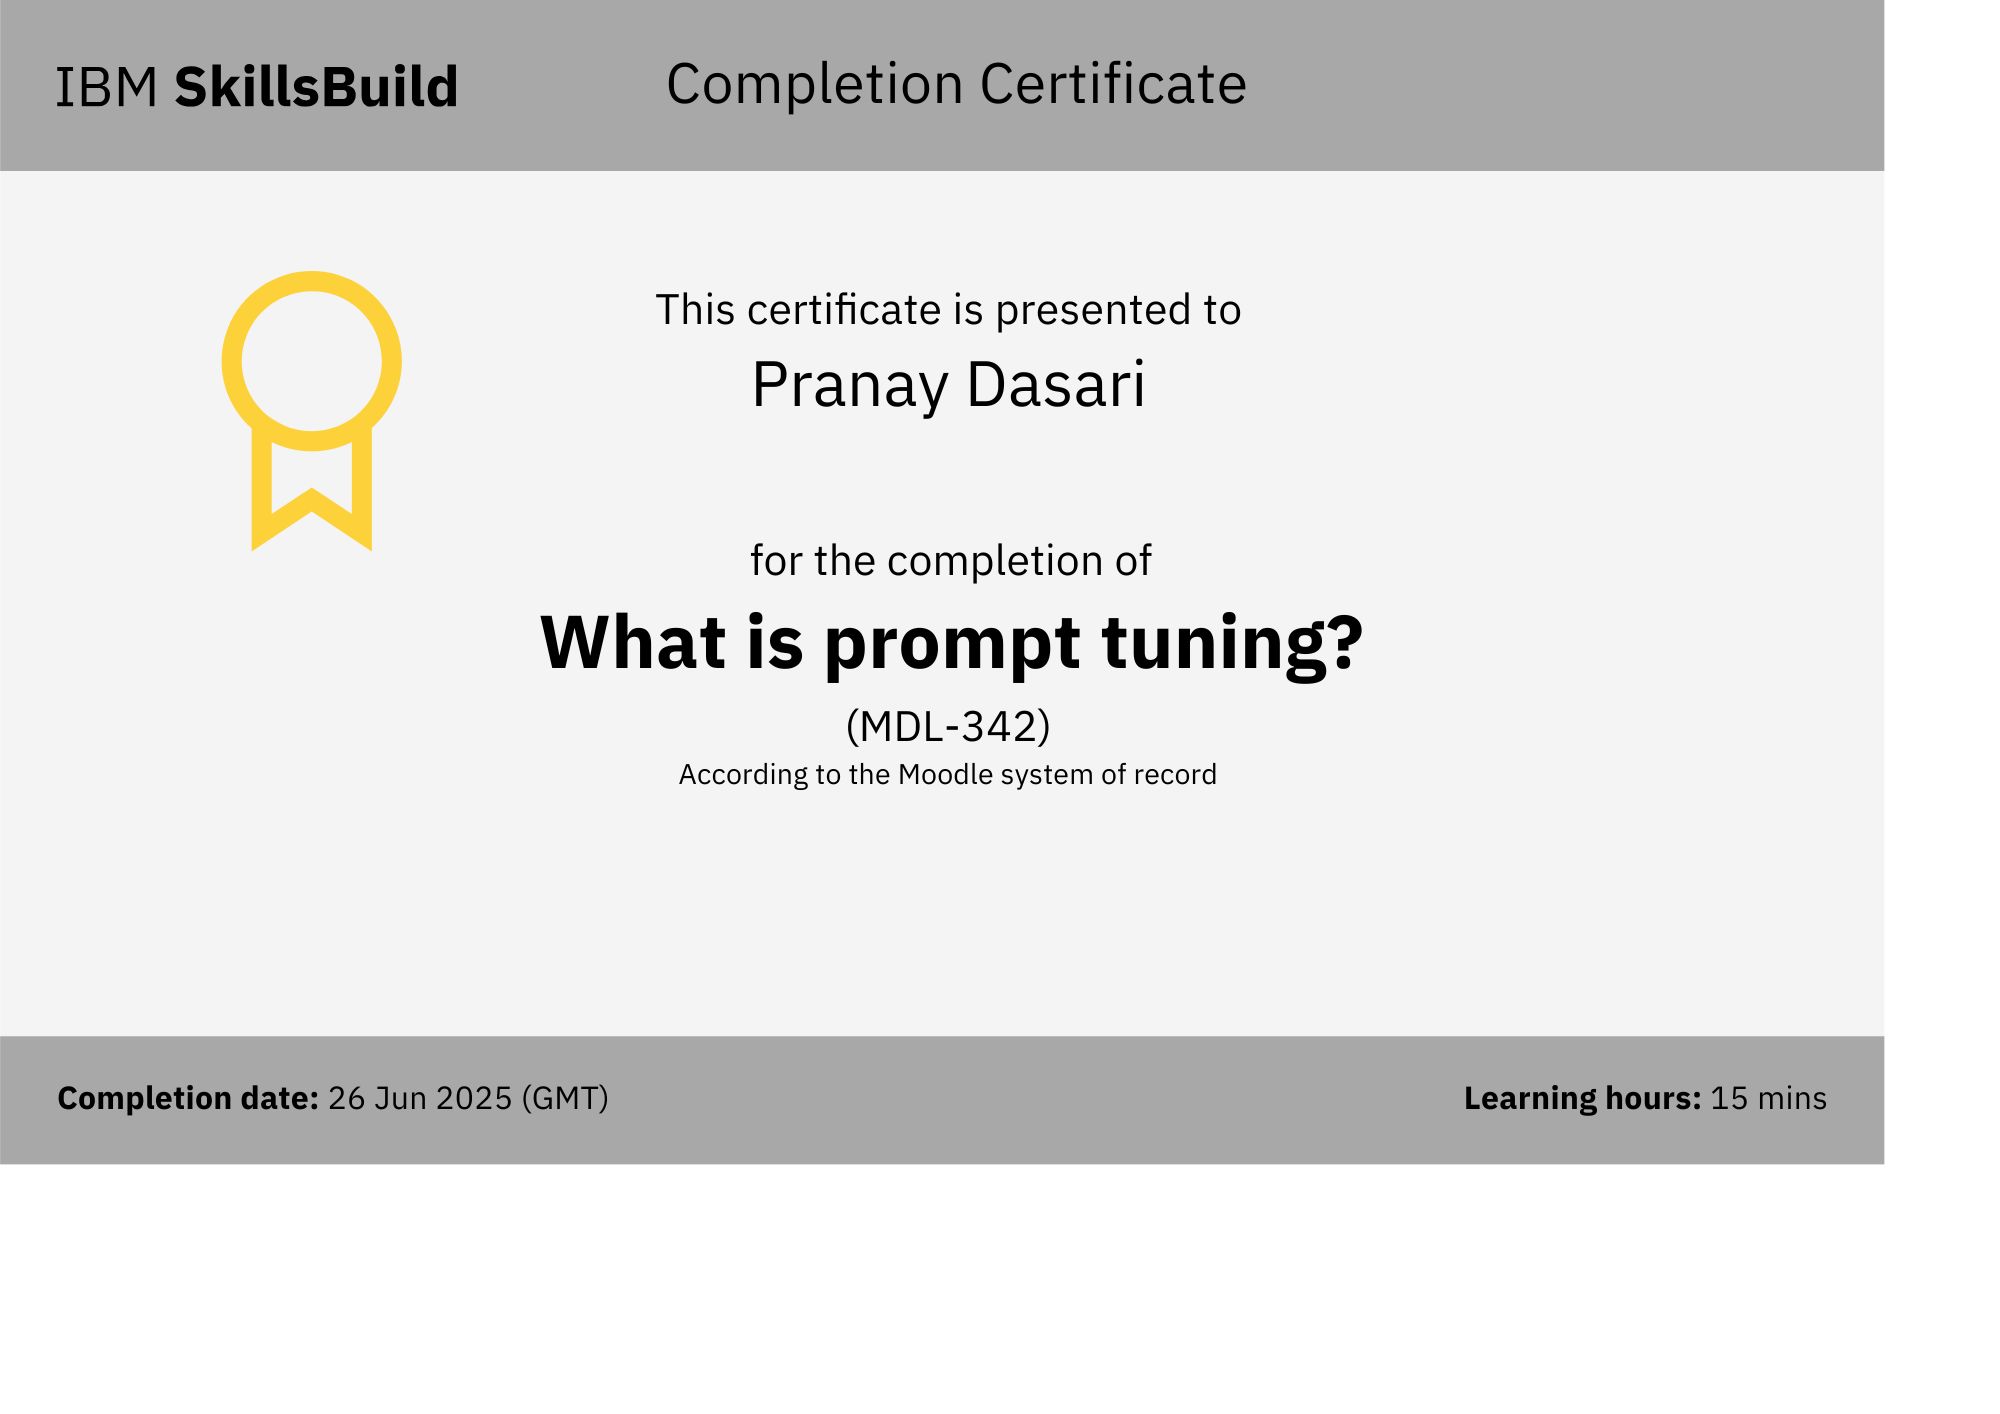 IBM SkillsBuild
Completion Certificate
This certificate is presented to
Pranay Dasari
for the completion of
What is prompt tuning?
(MDL-342)
According to the Moodle system of record
Completion date: 26 Jun 2025 (GMT)
Learning hours: 15 mins